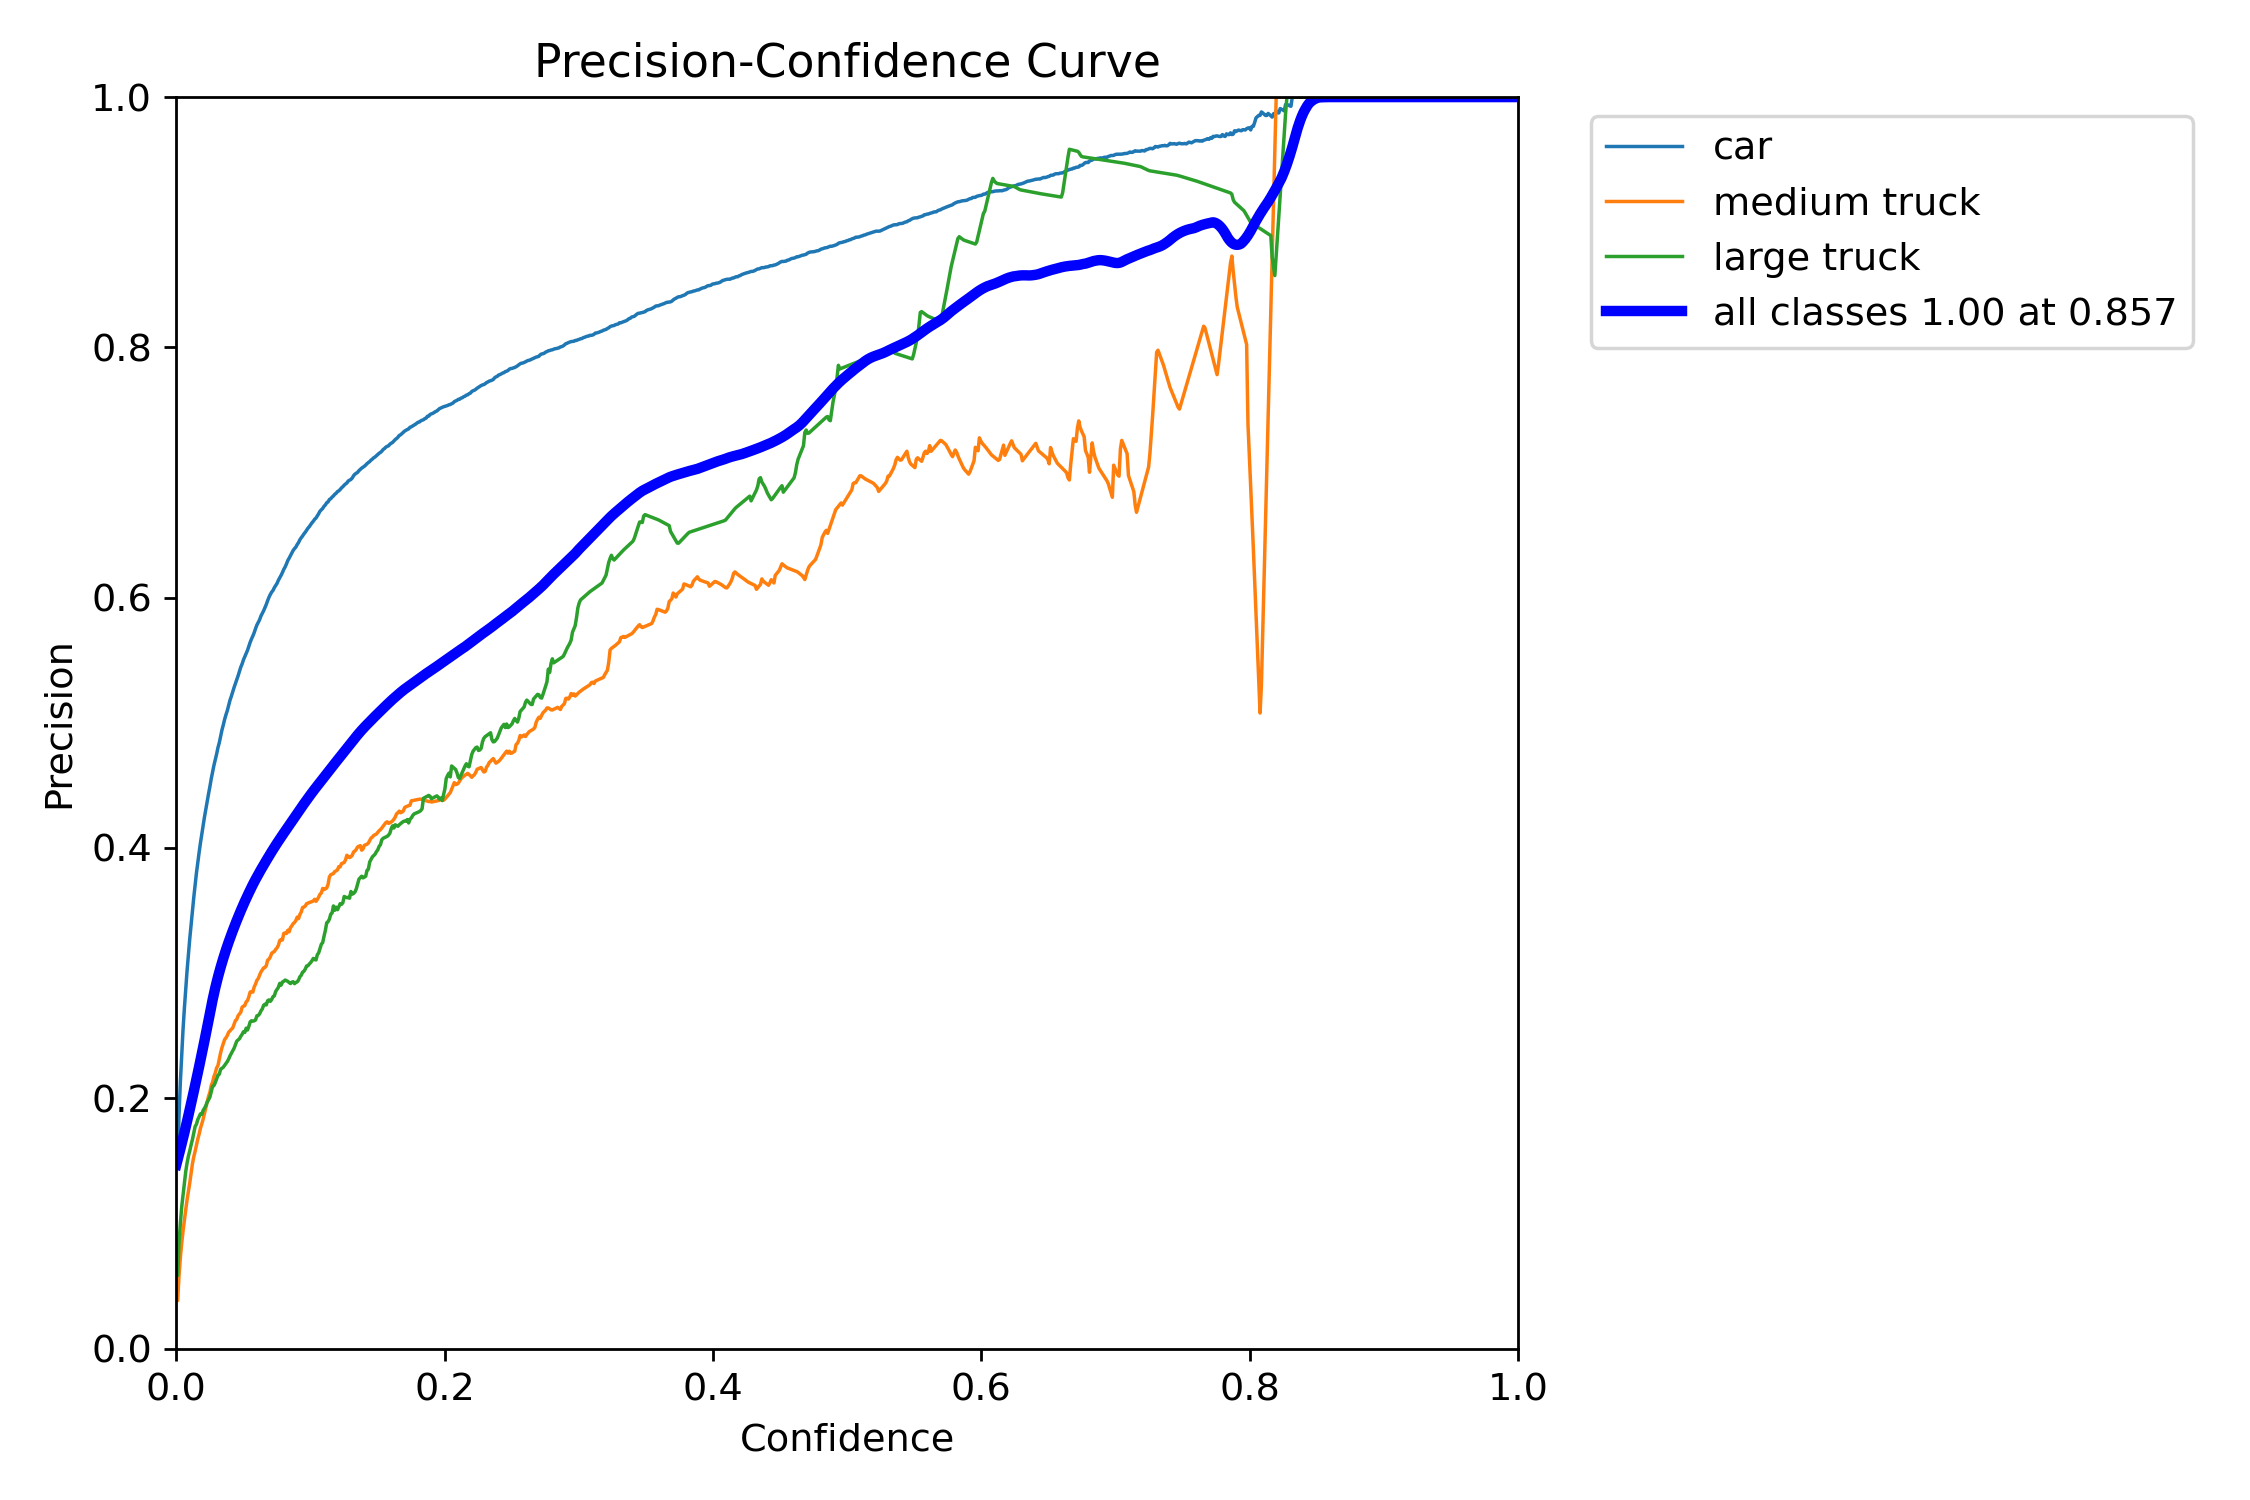 Precision-Confidence Curve
1.0
0.8
0.6
0.4
0.2
0.0
Precision
0.0 0.2 0.4 0.6 0.8 1.0
Confidence
car
medium truck
large truck
all classes 1.00 at 0.857